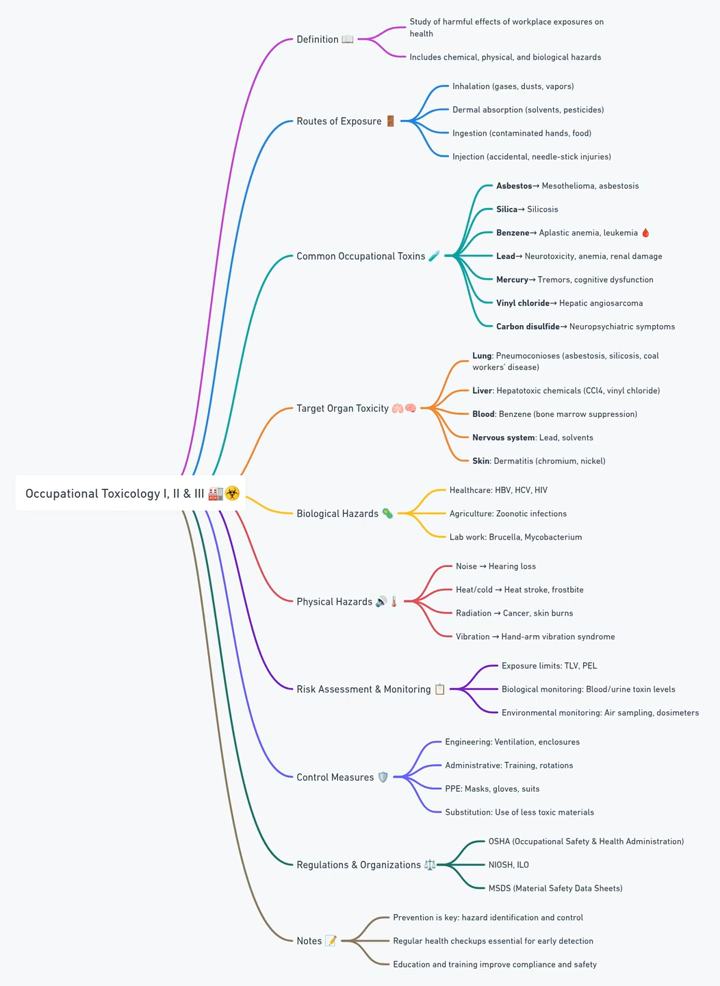 Occupational Toxicology I, II & III 🏭☣️
Definition 📖
Study of harmful effects of workplace exposures on
health
Includes chemical, physical, and biological hazards
Routes of Exposure 🚪
Inhalation (gases, dusts, vapors)
Dermal absorption (solvents, pesticides)
Ingestion (contaminated hands, food)
Injection (accidental, needle-stick injuries)
Common Occupational Toxins 🧪
Asbestos→ Mesothelioma, asbestosis
Silica→ Silicosis
Benzene→ Aplastic anemia, leukemia 🩸
Lead→ Neurotoxicity, anemia, renal damage
Mercury→ Tremors, cognitive dysfunction
Vinyl chloride→ Hepatic angiosarcoma
Carbon disulfide→ Neuropsychiatric symptoms
Target Organ Toxicity 🫁🧠
Lung: Pneumoconioses (asbestosis, silicosis, coal
workers' disease)
Liver: Hepatotoxic chemicals (CCl4, vinyl chloride)
Blood: Benzene (bone marrow suppression)
Nervous system: Lead, solvents
Skin: Dermatitis (chromium, nickel)
Biological Hazards 🦠
Healthcare: HBV, HCV, HIV
Agriculture: Zoonotic infections
Lab work: Brucella, Mycobacterium
Physical Hazards 🔊🌡️
Noise → Hearing loss
Heat/cold → Heat stroke, frostbite
Radiation → Cancer, skin burns
Vibration → Hand-arm vibration syndrome
Risk Assessment & Monitoring 📋
Exposure limits: TLV, PEL
Biological monitoring: Blood/urine toxin levels
Environmental monitoring: Air sampling, dosimeters
Control Measures 🛡️
Engineering: Ventilation, enclosures
Administrative: Training, rotations
PPE: Masks, gloves, suits
Substitution: Use of less toxic materials
Regulations & Organizations ⚖️
OSHA (Occupational Safety & Health Administration)
NIOSH, ILO
MSDS (Material Safety Data Sheets)
Notes 📝
Prevention is key: hazard identification and control
Regular health checkups essential for early detection
Education and training improve compliance and safety